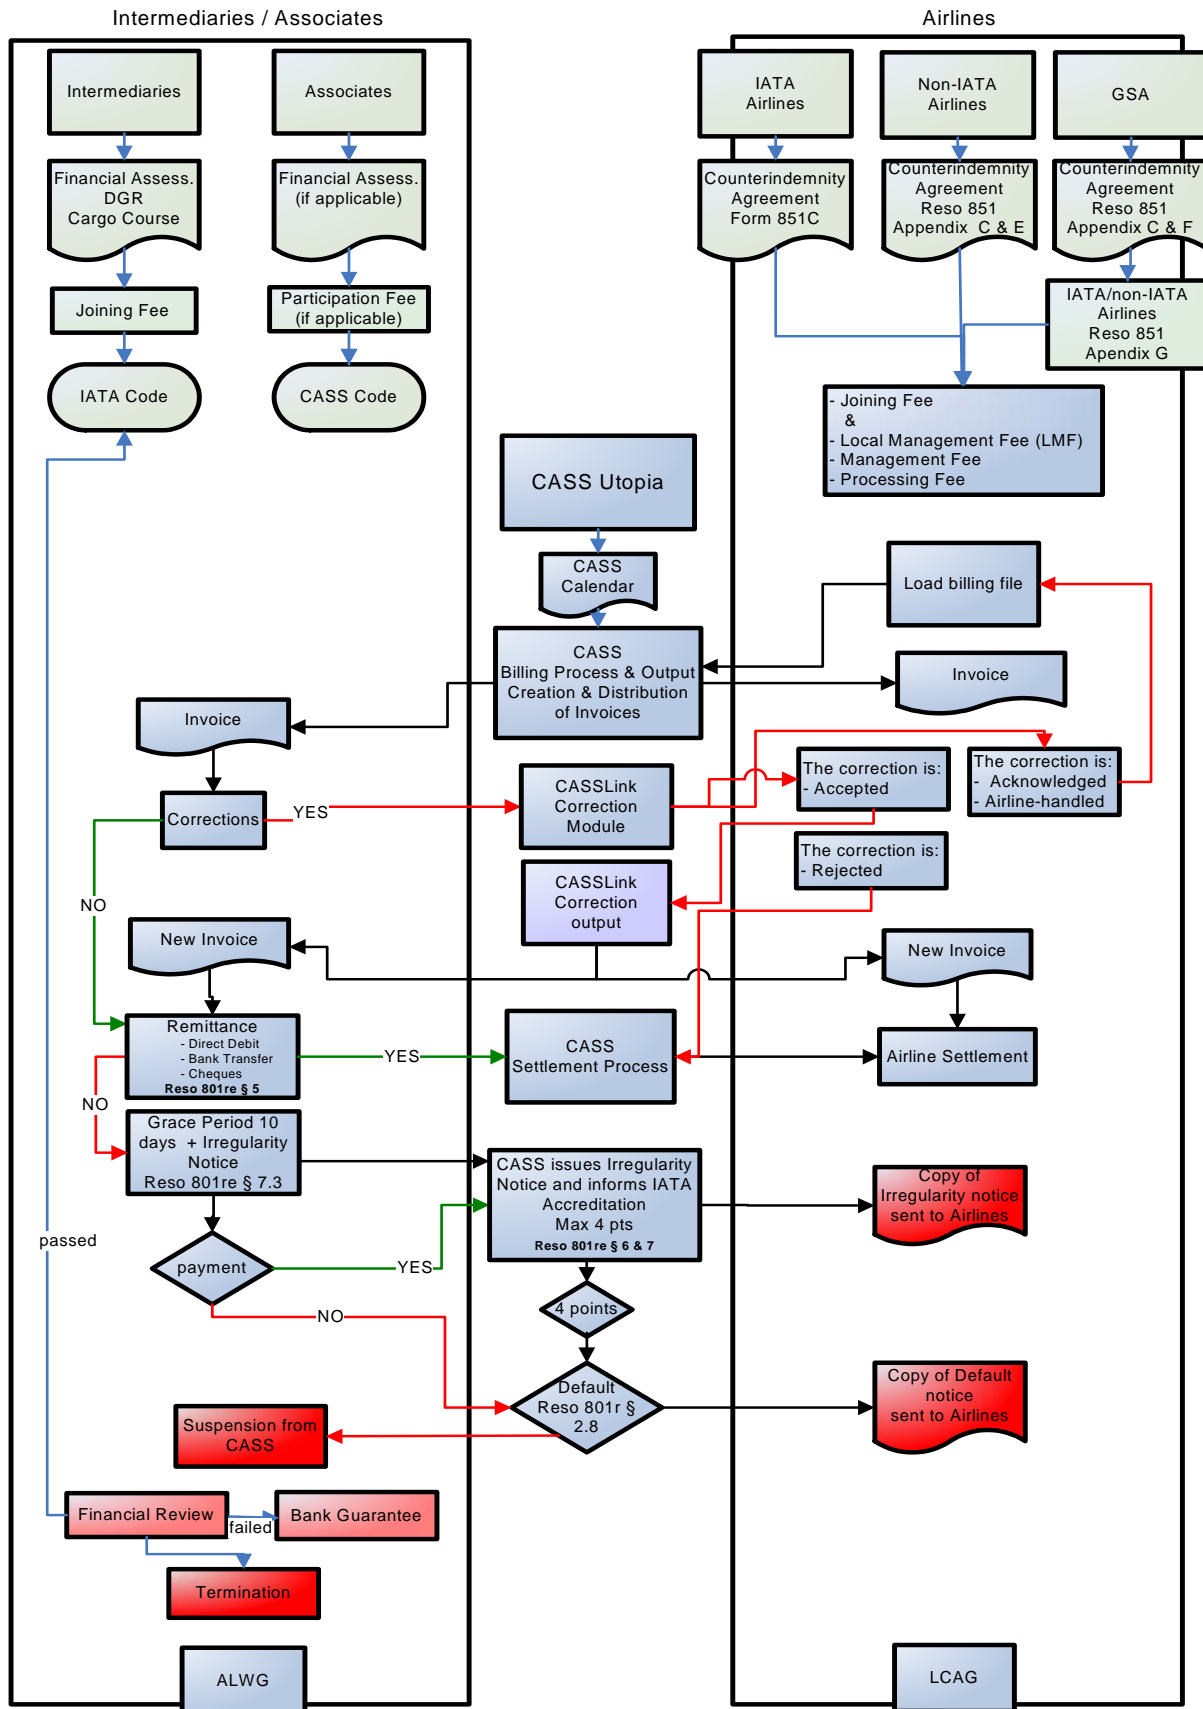 Intermediaries / Associates
Airlines
Intermediaries
Associates
IATA
Airlines
Non-IATA
Airlines
GSA
Financial Assess.
DGR
Cargo Course
Financial Assess.
(if applicable)
Counterindemnity
Agreement
Form 851C
Counterindemnity
Agreement
Reso 851
Appendix  C & E
Counterindemnity
Agreement
Reso 851
Appendix C & F
Joining Fee
Participation Fee
(if applicable)
IATA/non-IATA
Airlines
Reso 851
Apendix G
IATA Code
CASS Code
- Joining Fee
&
- Local Management Fee (LMF)
- Management Fee
- Processing Fee
CASS Utopia
CASS
Calendar
Load billing file
CASS
Billing Process & Output
Creation & Distribution
of Invoices
Invoice
Invoice
Corrections
YES
CASSLink
Correction
Module
The correction is:
- Accepted
The correction is:
- Acknowledged
- Airline-handled
The correction is:
- Rejected
CASSLink
Correction
output
NO
New Invoice
New Invoice
Remittance
- Direct Debit
- Bank Transfer
- Cheques
Reso 801re § 5
YES
CASS
Settlement Process
Airline Settlement
NO
Grace Period 10
days  + Irregularity
Notice
Reso 801re § 7.3
CASS issues Irregularity
Notice and informs IATA
Accreditation
Max 4 pts
Reso 801re § 6 & 7
Copy of
Irregularity notice
sent to Airlines
passed
payment
YES
NO
4 points
Default
Reso 801r §
2.8
Copy of Default
notice
sent to Airlines
Suspension from
CASS
Financial Review
failed
Bank Guarantee
Termination
ALWG
LCAG